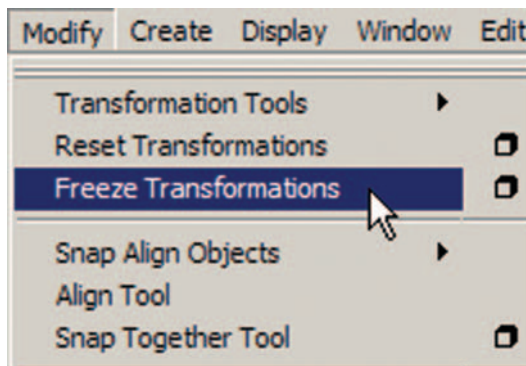 Modify Create Display Window Edit
Transformation Tools
Reset Transformations
Freeze Transformations
Snap Align Objects
Align Tool
Snap Together Tool